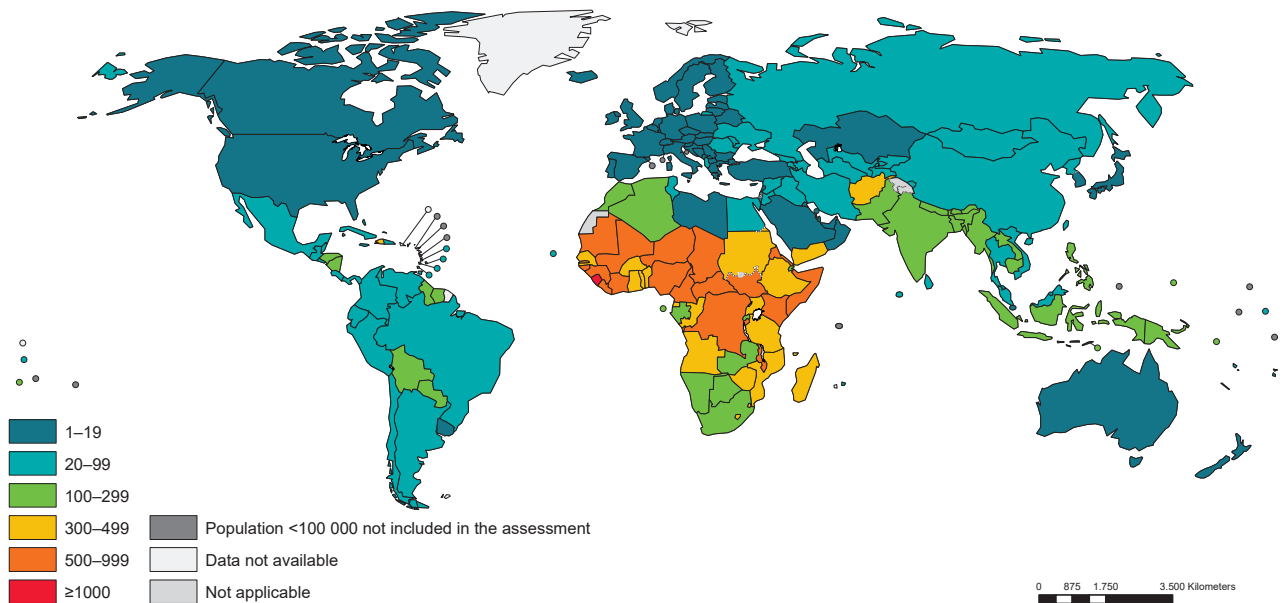 1–19
20–99
100–299
300–499
500–999
≥1000
Population <100 000 not included in the assessment
Data not available
Not applicable
0 875 1.750 3.500 Kilometers